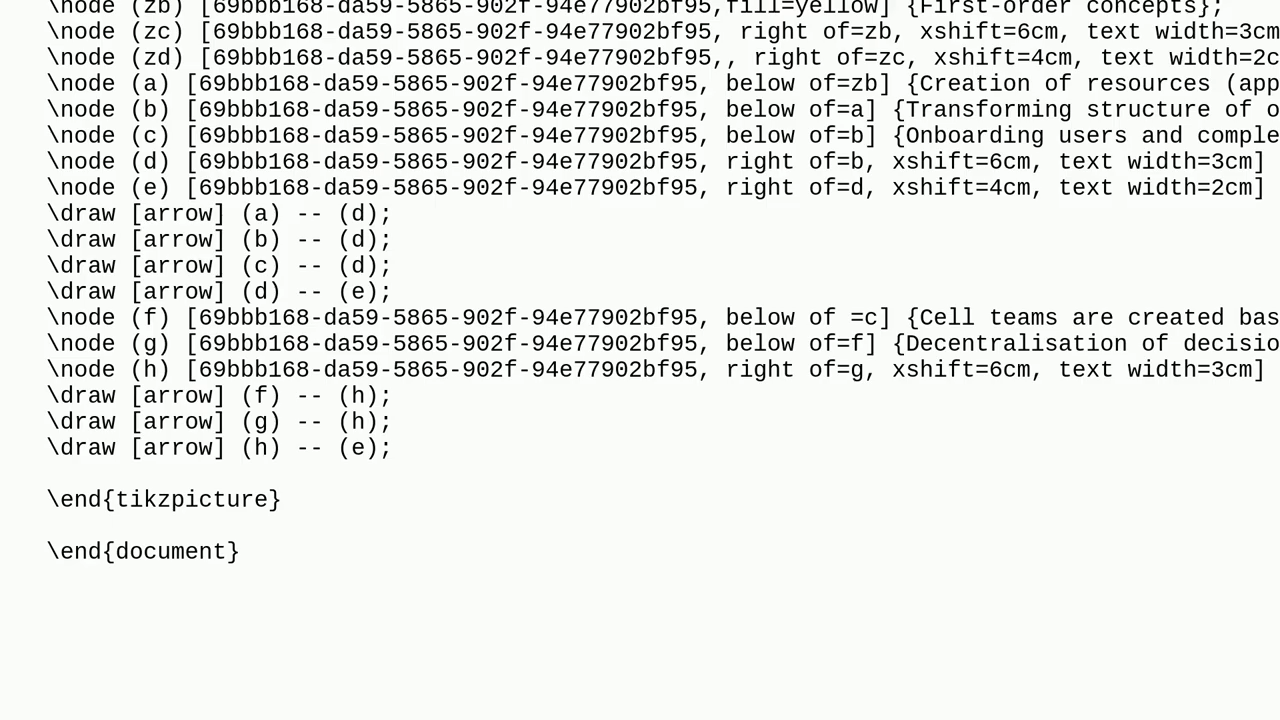 \node (zb) [69bbb168-da59-5865-902f-94e77902bf95,fill=yellow] {First-order concepts};
\node (zc) [69bbb168-da59-5865-902f-94e77902bf95, right of=zb, xshift=6cm, text width=3cm
\node (zd) [69bbb168-da59-5865-902f-94e77902bf95,, right of=zc, xshift=4cm, text width=2c
\node (a) [69bbb168-da59-5865-902f-94e77902bf95, below of=zb] {Creation of resources (app
\node (b) [69bbb168-da59-5865-902f-94e77902bf95, below of=a] {Transforming structure of o
\node (c) [69bbb168-da59-5865-902f-94e77902bf95, below of=b] {Onboarding users and comple
\node (d) [69bbb168-da59-5865-902f-94e77902bf95, right of=b, xshift=6cm, text width=3cm]
\node (e) [69bbb168-da59-5865-902f-94e77902bf95, right of=d, xshift=4cm, text width=2cm]
\draw [arrow] (a) -- (d);
\draw [arrow] (b) -- (d);
\draw [arrow] (c) -- (d);
\draw [arrow] (d) -- (e);
\node (f) [69bbb168-da59-5865-902f-94e77902bf95, below of =c] {Cell teams are created bas
\node (g) [69bbb168-da59-5865-902f-94e77902bf95, below of=f] {Decentralisation of decisio
\node (h) [69bbb168-da59-5865-902f-94e77902bf95, right of=g, xshift=6cm, text width=3cm]
\draw [arrow] (f) -- (h);
\draw [arrow] (g) -- (h);
\draw [arrow] (h) -- (e);
\end{tikzpicture}
\end{document}